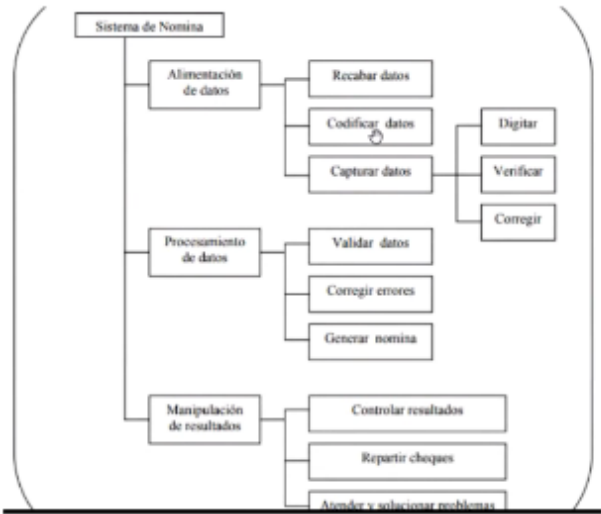 Sistema de Nomina
Alimentación
de datos
Recabar datos
Codificar datos
Capturar datos
Digitar
Verificar
Corregir
Procesamiento
de datos
Validar datos
Corregir errores
Generar nomina
Manipulación
de resultados
Controlar resultados
Repartir cheques
Atender y solucionar problemas